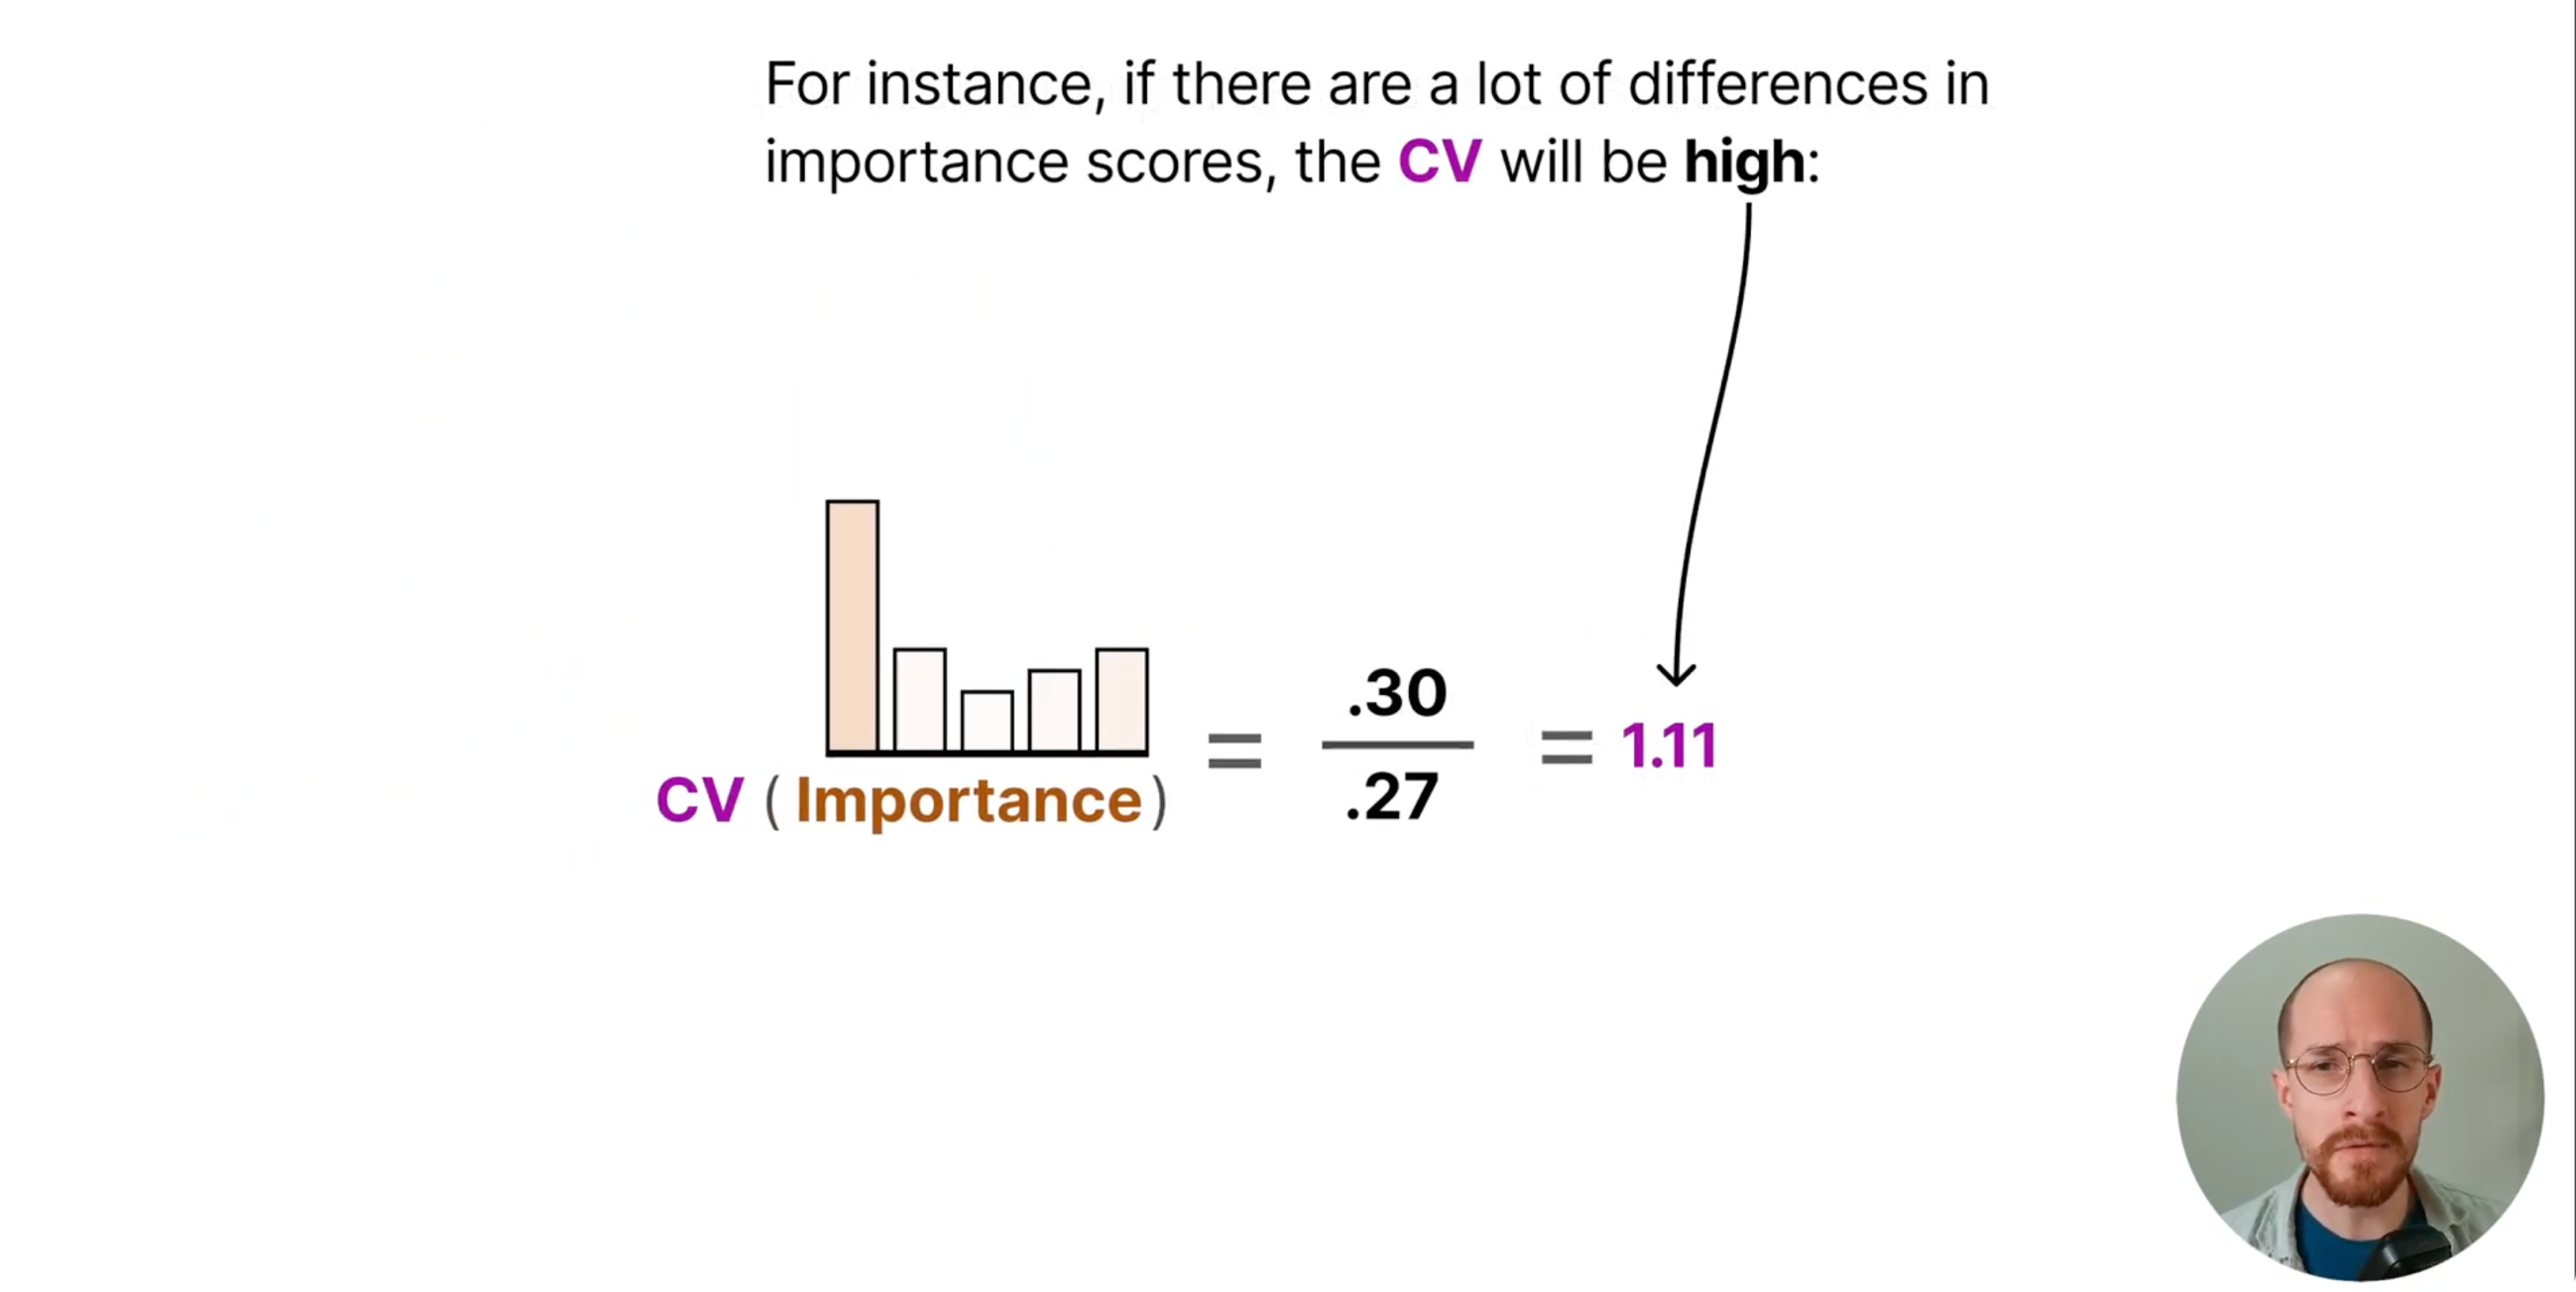 For instance, if there are a lot of differences in
importance scores, the CV will be high:
CV ( Importance ) = .30 / .27 = 1.11